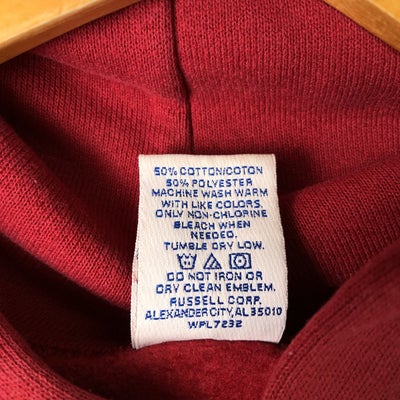 50% COTTON/COTON
50% POLYESTER
MACHINE WASH WARM
WITH LIKE COLORS.
ONLY NON-CHLORINE
BLEACH WHEN
NEEDED.
TUMBLE DRY LOW.
DO NOT IRON OR
DRY CLEAN EMBLEM.
RUSSELL CORP.
ALEXANDER CITY,AL 35010
WPL7232